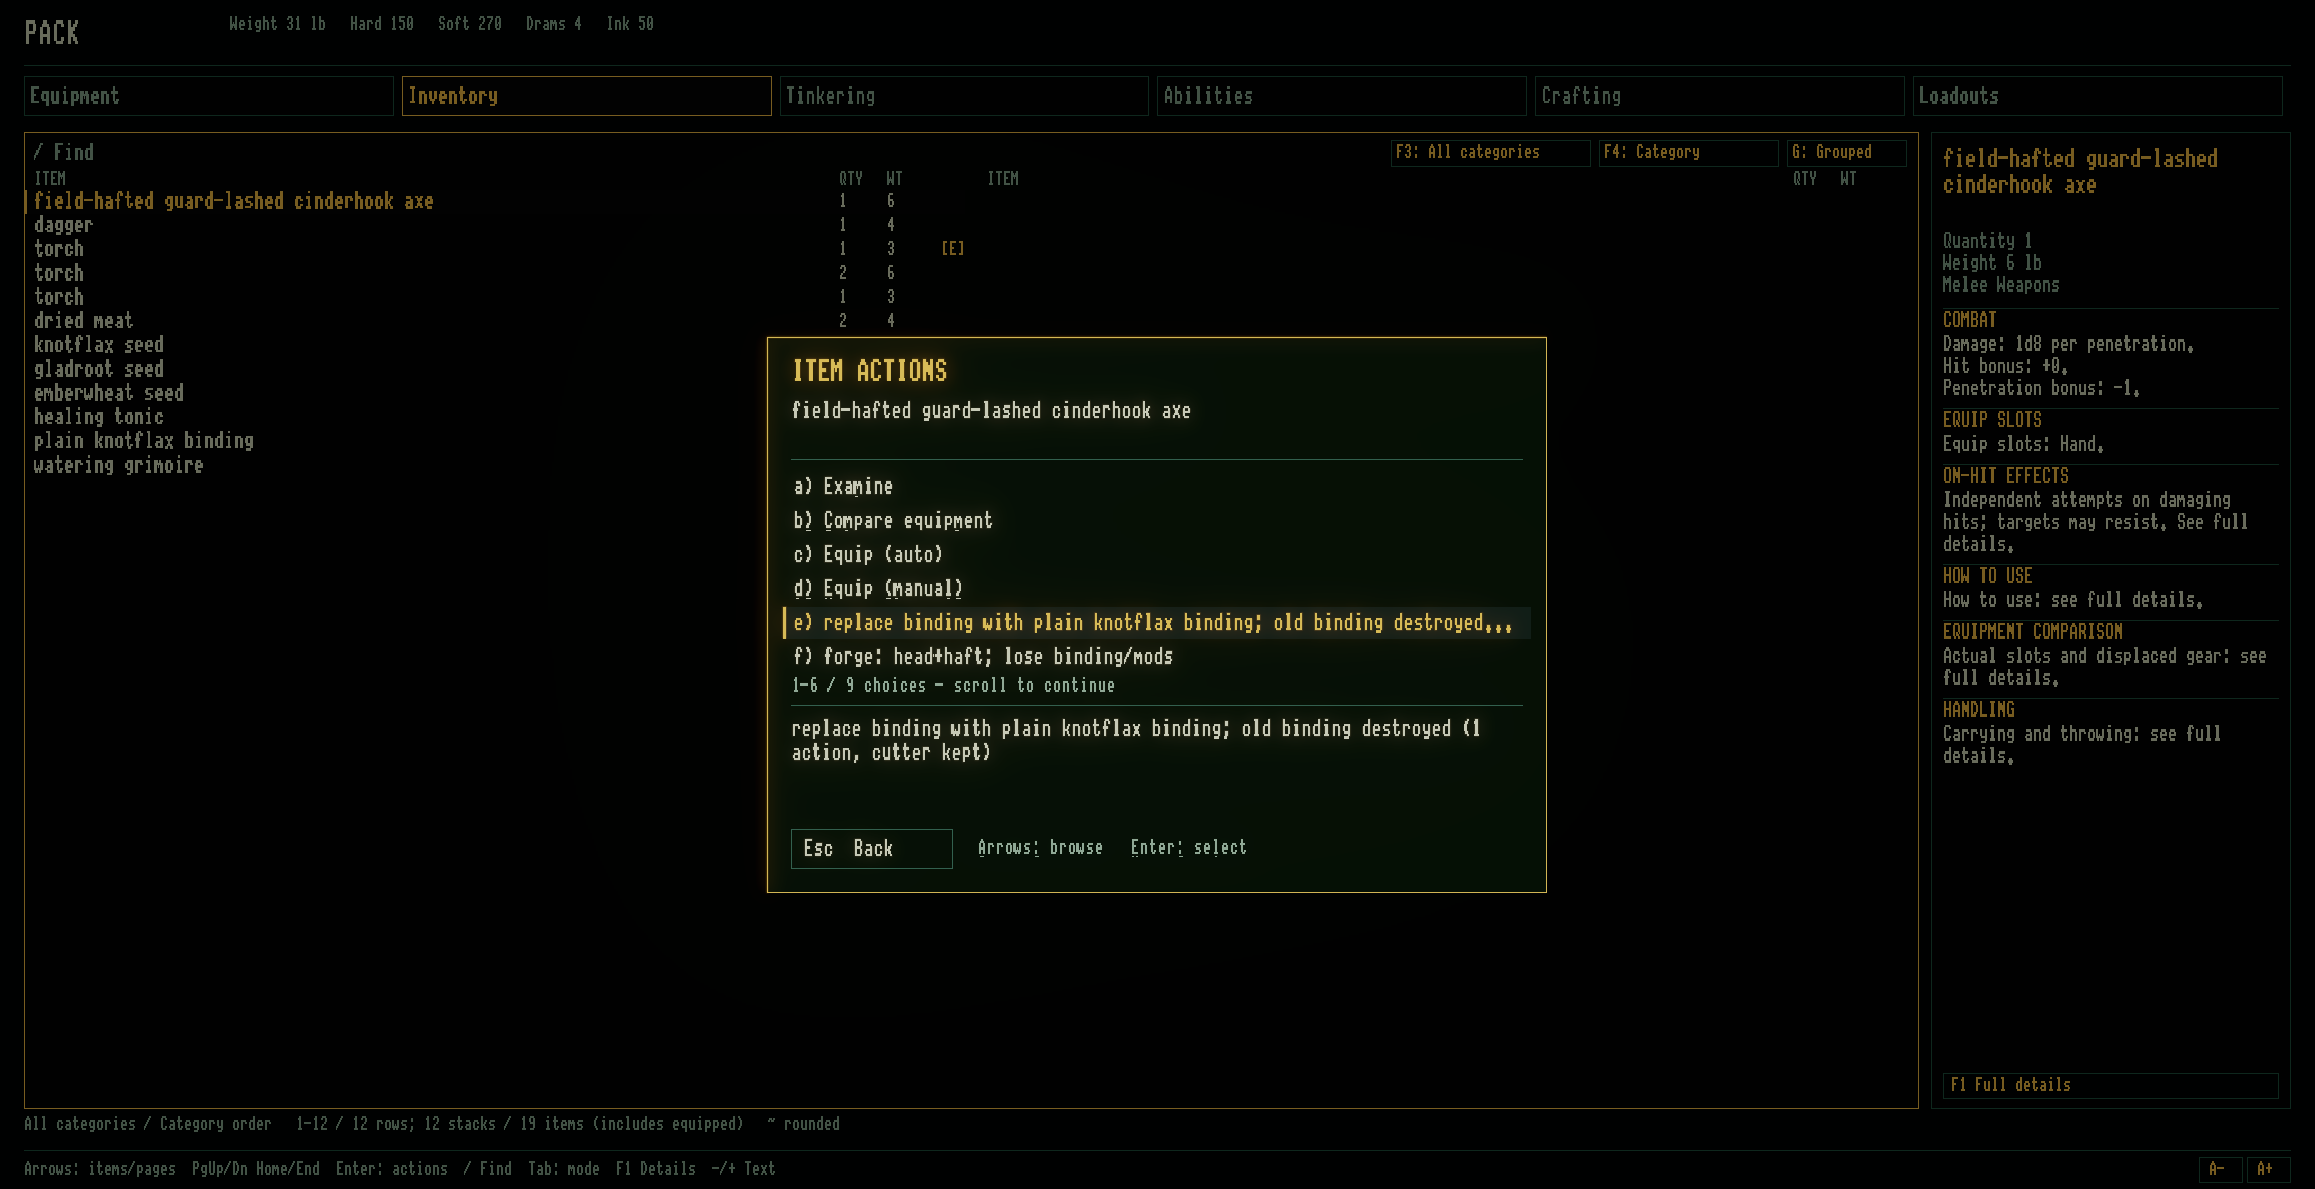 PACK
Weight 31 lb Hard 150 Soft 270 Drams 4 Ink 50
Equipment Inventory Tinkering Abilities Crafting Loadouts
/ Find
F3: All categories F4: Category G: Grouped
ITEM QTY WT ITEM QTY WT
field-hafted guard-lashed cinderhook axe 1 6
dagger 1 4
torch 1 3 [E]
torch 2 6
torch 1 3
dried meat 2 4
knotflax seed
gladroot seed
emberwheat seed
healing tonic
plain knotflax binding
watering grimoire
ITEM ACTIONS
field-hafted guard-lashed cinderhook axe
a) Examine
b) Compare equipment
c) Equip (auto)
d) Equip (manual)
e) replace binding with plain knotflax binding; old binding destroyed...
f) forge: head+haft; lose binding/mods
1-6 / 9 choices - scroll to continue
replace binding with plain knotflax binding; old binding destroyed (1
action, cutter kept)
Esc Back Arrows: browse Enter: select
field-hafted guard-lashed
cinderhook axe
Quantity 1
Weight 6 lb
Melee Weapons
COMBAT
Damage: 1d8 per penetration.
Hit bonus: +0.
Penetration bonus: -1.
EQUIP SLOTS
Equip slots: Hand.
ON-HIT EFFECTS
Independent attempts on damaging
hits; targets may resist. See full
details.
HOW TO USE
How to use: see full details.
EQUIPMENT COMPARISON
Actual slots and displaced gear: see
full details.
HANDLING
Carrying and throwing: see full
details.
F1 Full details
All categories / Category order 1-12 / 12 rows; 12 stacks / 19 items (includes equipped) ~ rounded
Arrows: items/pages PgUp/Dn Home/End Enter: actions / Find Tab: mode F1 Details -/+ Text
A- A+